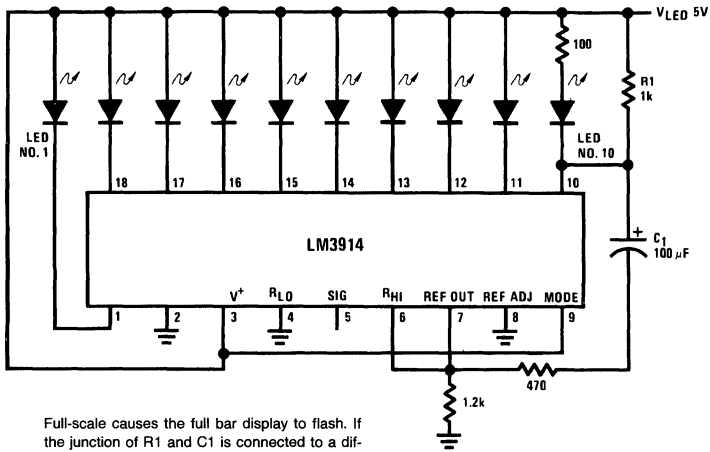 VLED 5V
100
R1
1k
LED
NO. 1
LED
NO. 10
18 17 16 15 14 13 12 11 10
LM3914
C1
100 µF
V+ RLO SIG RHI REF OUT REF ADJ MODE
1 2 3 4 5 6 7 8 9
470
1.2k
Full-scale causes the full bar display to flash. If
the junction of R1 and C1 is connected to a dif-